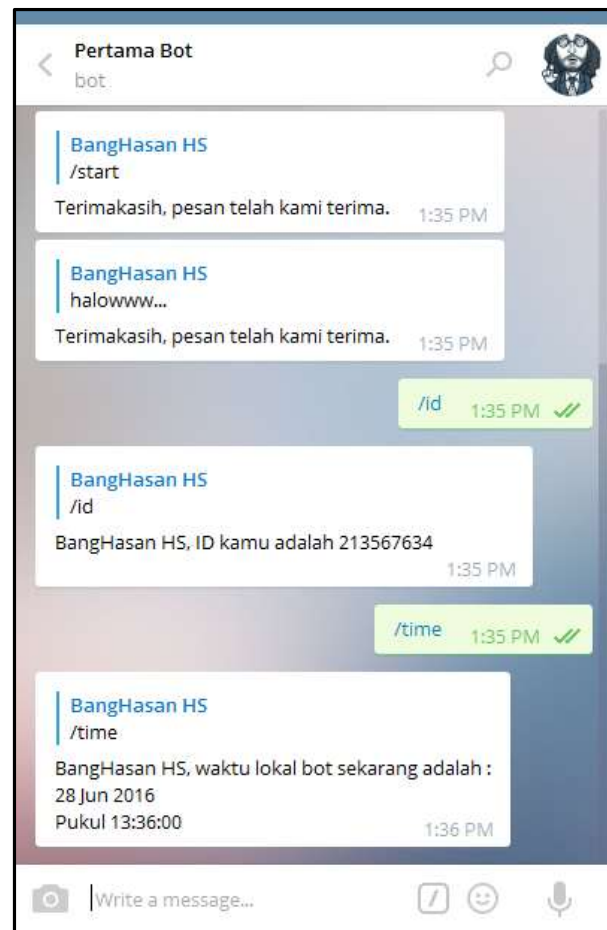 Pertama Bot
bot
BangHasan HS
/start
Terimakasih, pesan telah kami terima. 1:35 PM
BangHasan HS
halowww...
Terimakasih, pesan telah kami terima. 1:35 PM
/id 1:35 PM
BangHasan HS
/id
BangHasan HS, ID kamu adalah 213567634
1:35 PM
/time 1:35 PM
BangHasan HS
/time
BangHasan HS, waktu lokal bot sekarang adalah :
28 Jun 2016
Pukul 13:36:00 1:36 PM
Write a message...